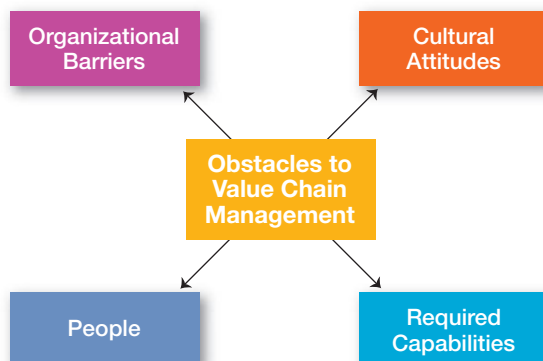 Organizational
Barriers
Cultural
Attitudes
Obstacles to
Value Chain
Management
People
Required
Capabilities